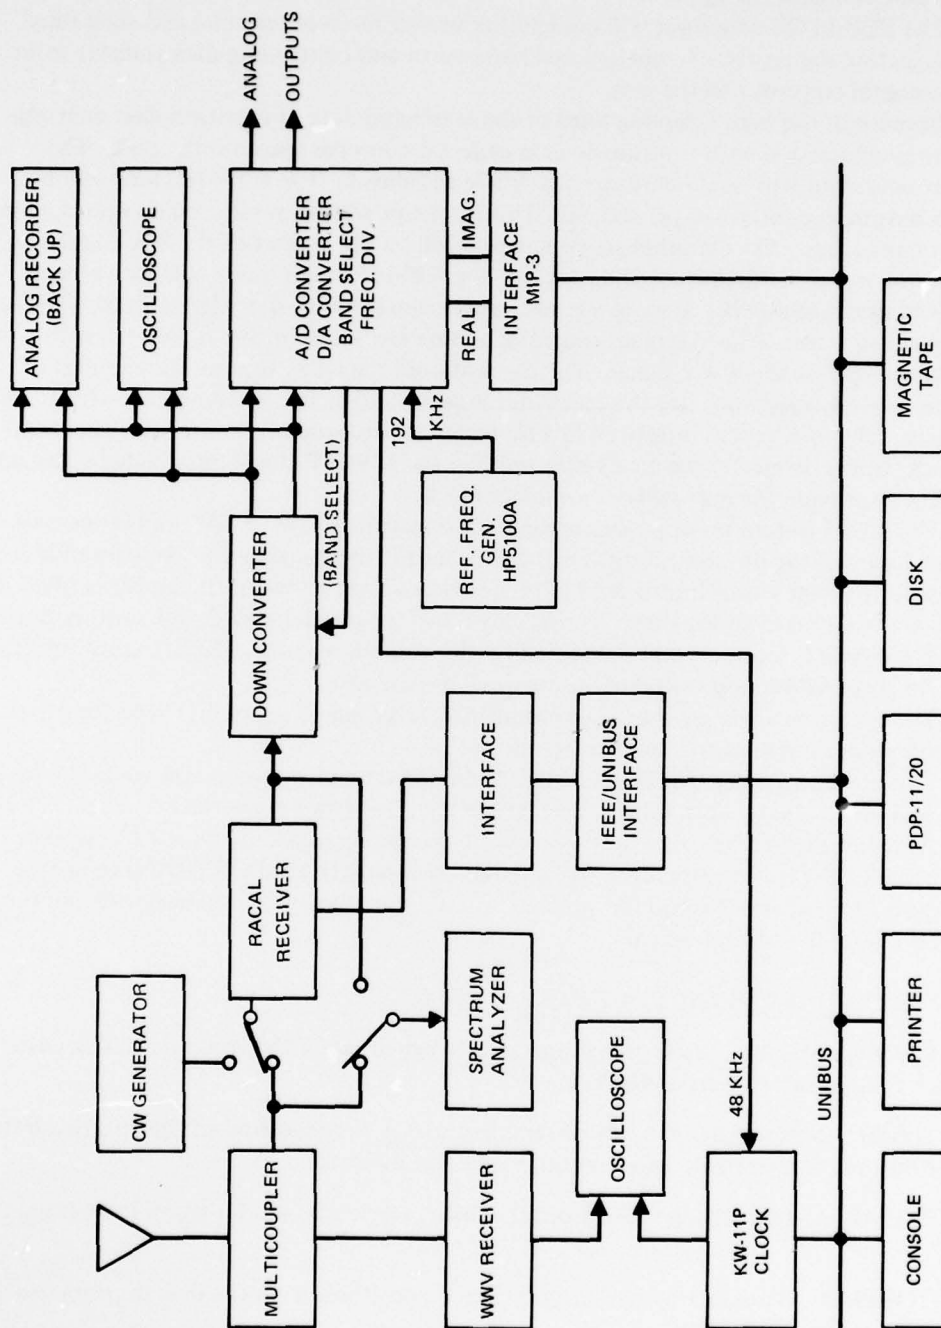 ANALOG
OUTPUTS
ANALOG RECORDER
(BACK UP)
OSCILLOSCOPE
A/D CONVERTER
D/A CONVERTER
BAND SELECT
FREQ. DIV.
REAL
IMAG.
INTERFACE
MIP-3
192
KHz
(BAND SELECT)
DOWN CONVERTER
REF. FREQ.
GEN.
HP5100A
MAGNETIC
TAPE
DISK
RACAL
RECEIVER
INTERFACE
IEEE/UNIBUS
INTERFACE
PDP-11/20
CW GENERATOR
SPECTRUM
ANALYZER
OSCILLOSCOPE
48 KHz
UNIBUS
PRINTER
MULTICOUPLER
WWV RECEIVER
KW-11P
CLOCK
CONSOLE